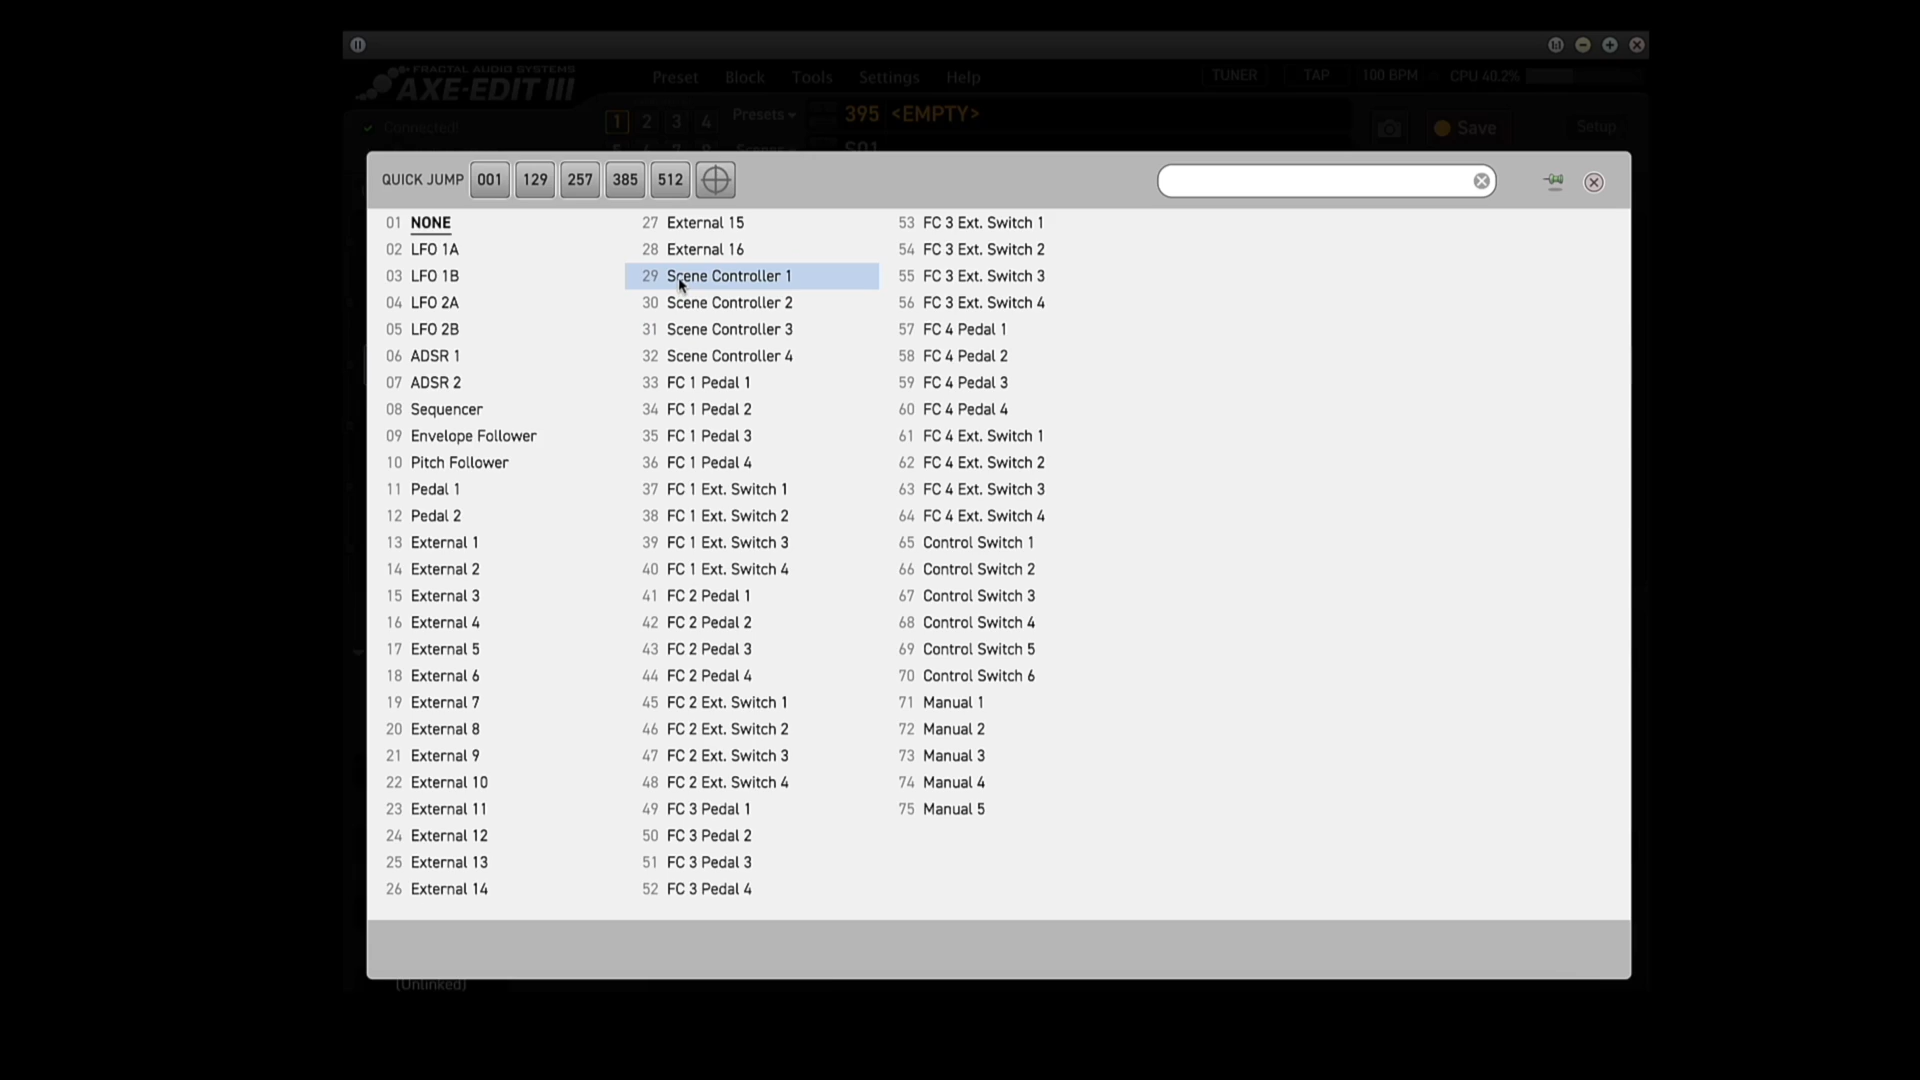 FRACTAL AUDIO SYSTEMS
AXE-EDIT III
Preset Block Tools Settings Help
TUNER TAP 100 BPM CPU 40.2%
Connected!
1 2 3 4
Presets
395 <EMPTY>
Save
Setup
S01
QUICK JUMP 001 129 257 385 512
01 NONE
02 LFO 1A
03 LFO 1B
04 LFO 2A
05 LFO 2B
06 ADSR 1
07 ADSR 2
08 Sequencer
09 Envelope Follower
10 Pitch Follower
11 Pedal 1
12 Pedal 2
13 External 1
14 External 2
15 External 3
16 External 4
17 External 5
18 External 6
19 External 7
20 External 8
21 External 9
22 External 10
23 External 11
24 External 12
25 External 13
26 External 14
27 External 15
28 External 16
29 Scene Controller 1
30 Scene Controller 2
31 Scene Controller 3
32 Scene Controller 4
33 FC 1 Pedal 1
34 FC 1 Pedal 2
35 FC 1 Pedal 3
36 FC 1 Pedal 4
37 FC 1 Ext. Switch 1
38 FC 1 Ext. Switch 2
39 FC 1 Ext. Switch 3
40 FC 1 Ext. Switch 4
41 FC 2 Pedal 1
42 FC 2 Pedal 2
43 FC 2 Pedal 3
44 FC 2 Pedal 4
45 FC 2 Ext. Switch 1
46 FC 2 Ext. Switch 2
47 FC 2 Ext. Switch 3
48 FC 2 Ext. Switch 4
49 FC 3 Pedal 1
50 FC 3 Pedal 2
51 FC 3 Pedal 3
52 FC 3 Pedal 4
53 FC 3 Ext. Switch 1
54 FC 3 Ext. Switch 2
55 FC 3 Ext. Switch 3
56 FC 3 Ext. Switch 4
57 FC 4 Pedal 1
58 FC 4 Pedal 2
59 FC 4 Pedal 3
60 FC 4 Pedal 4
61 FC 4 Ext. Switch 1
62 FC 4 Ext. Switch 2
63 FC 4 Ext. Switch 3
64 FC 4 Ext. Switch 4
65 Control Switch 1
66 Control Switch 2
67 Control Switch 3
68 Control Switch 4
69 Control Switch 5
70 Control Switch 6
71 Manual 1
72 Manual 2
73 Manual 3
74 Manual 4
75 Manual 5
(Unlinked)